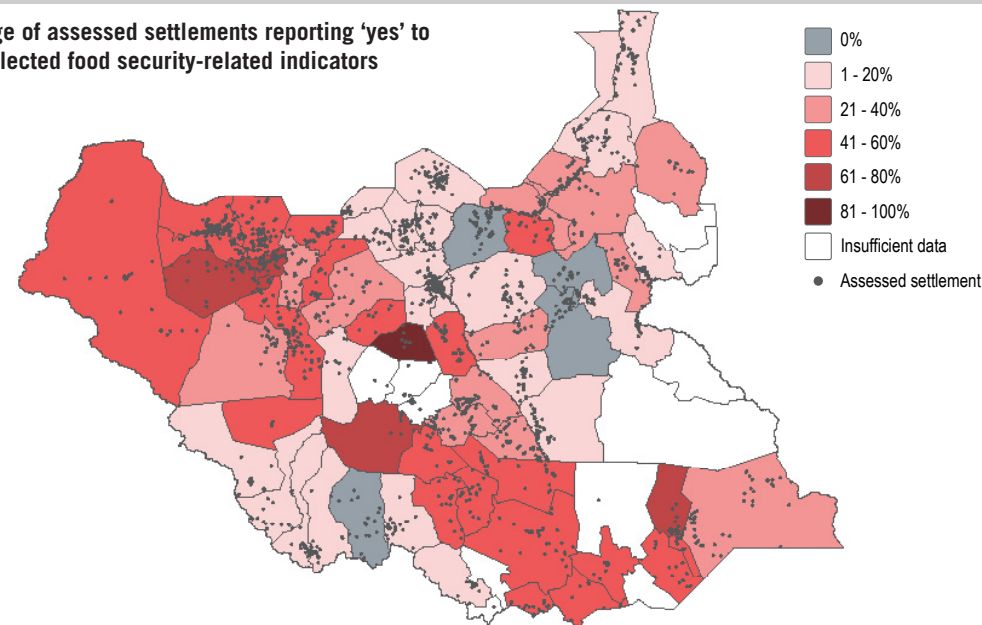 ge of assessed settlements reporting ‘yes’ to
lected food security-related indicators
0%
1 - 20%
21 - 40%
41 - 60%
61 - 80%
81 - 100%
Insufficient data
Assessed settlement